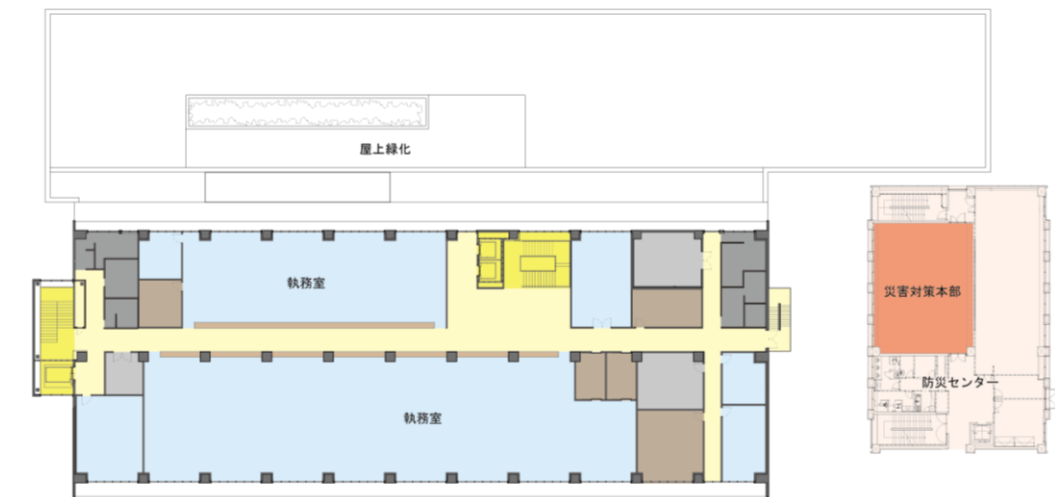 屋上緑化
執務室
災害対策本部
防災センター
執務室